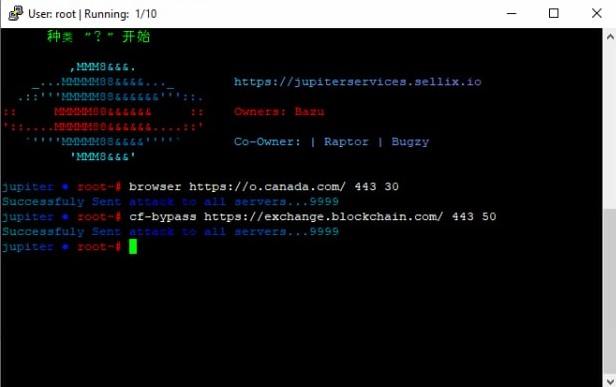 User: root | Running: 1/10
种类 "?" 开始
,MMM8&&&.
_...MMMMM88&&&&..._
.::'''MMMMM88&&&&&&'''::.
https://jupiterservices.sellix.io
:: MMMMM88&&&&&& ::
Owners: Bazu
'::....MMMMM88&&&&&&....::'
`''''MMMMM88&&&&''''`
Co-Owner: | Raptor | Bugzy
'MMM8&&&'
jupiter ● root~# browser https://o.canada.com/ 443 30
Successfuly Sent attack to all servers...9999
jupiter ● root~# cf-bypass https://exchange.blockchain.com/ 443 50
Successfuly Sent attack to all servers...9999
jupiter ● root~#